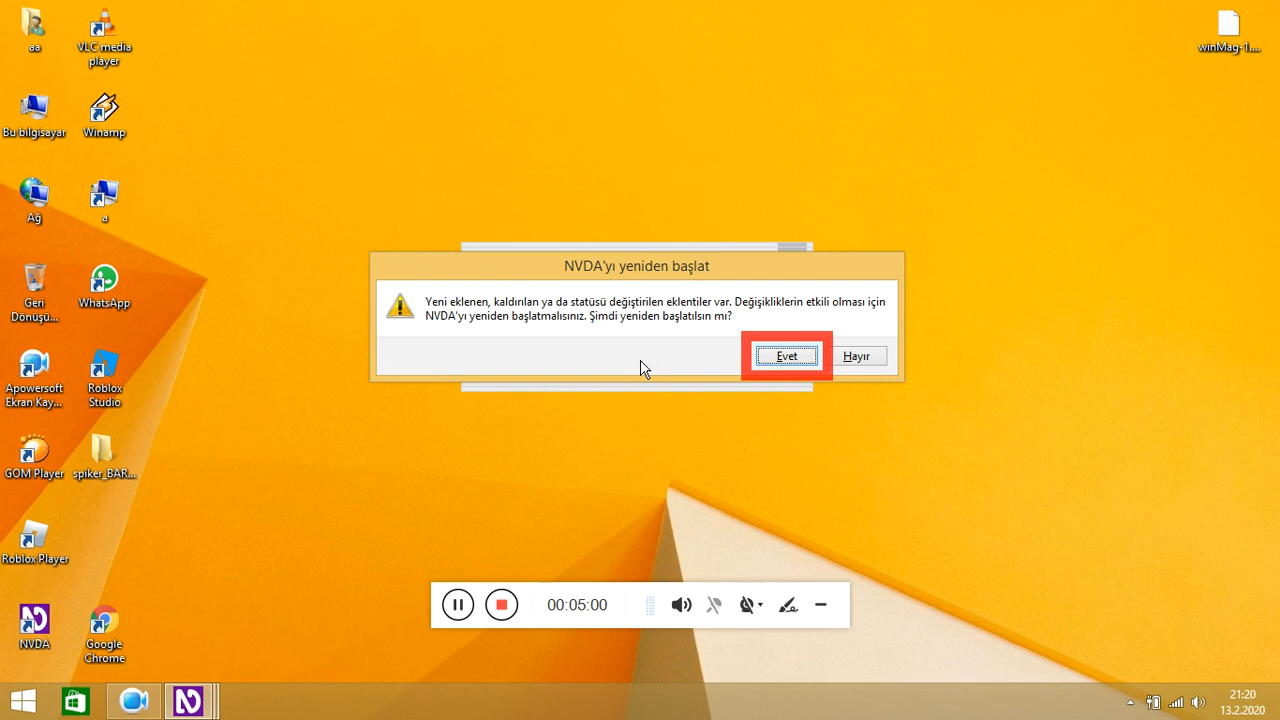 aa
VLC media
player
winMag-1....
Bu bilgisayar
Winamp
Ağ
a
NVDA'yı yeniden başlat
Yeni eklenen, kaldırılan ya da statüsü değiştirilen eklentiler var. Değişikliklerin etkili olması için
NVDA'yı yeniden başlatmalısınız. Şimdi yeniden başlatılsın mı?
Evet
Hayır
Geri
Dönüşü...
WhatsApp
Apowersoft
Ekran Kay...
Roblox
Studio
GOM Player
spiker_BAR...
Roblox Player
00:05:00
NVDA
Google
Chrome
21:20
13.2.2020